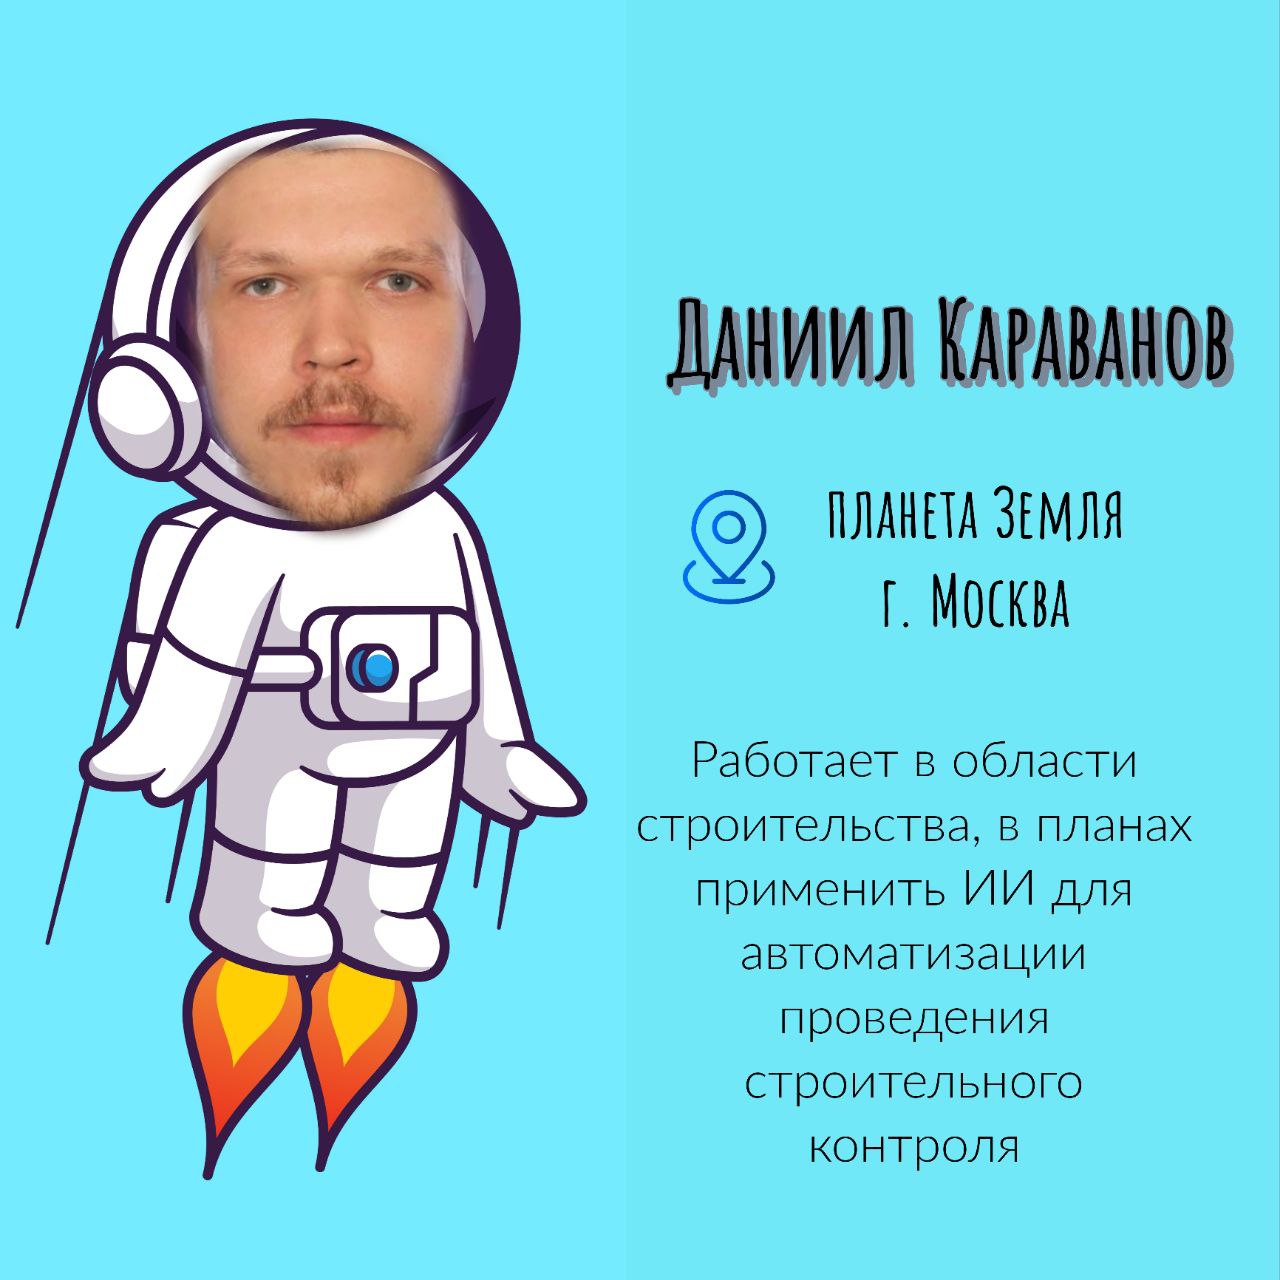 Даниил Караванов
планета Земля
г. Москва
Работает в области
строительства, в планах
применить ИИ для
автоматизации
проведения
строительного
контроля